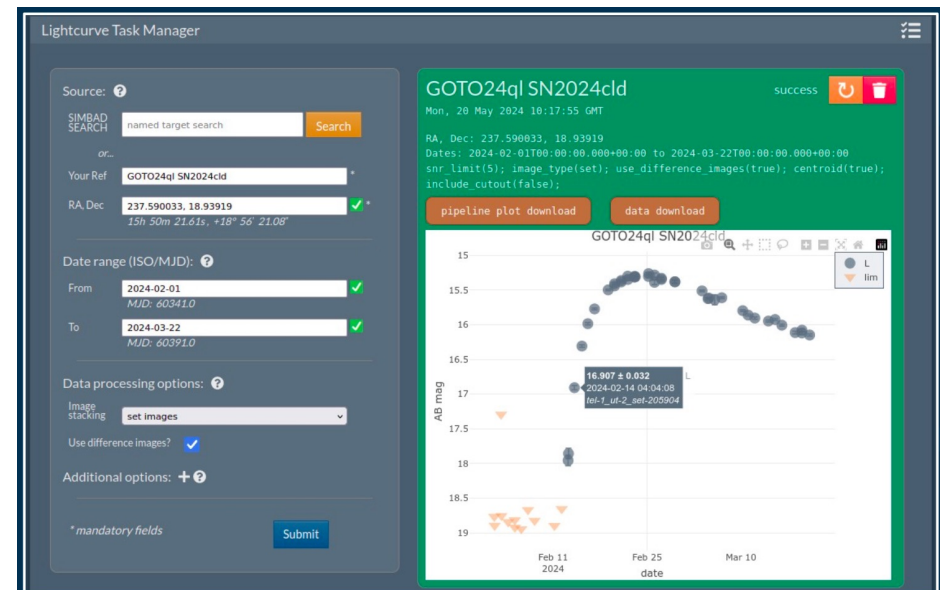 Lightcurve Task Manager
Source: ?
SIMBAD
SEARCH
named target search
Search
or...
Your Ref
GOTO24ql SN2024cld
*
RA, Dec
237.590033, 18.93919
*
15h 50m 21.61s, +18° 56' 21.08"
Date range (ISO/MJD): ?
From
2024-02-01
MJD: 60341.0
To
2024-03-22
MJD: 60391.0
Data processing options: ?
Image
stacking
set images
Use difference images?
Additional options: + ?
* mandatory fields
Submit
GOTO24ql SN2024cld
success
Mon, 20 May 2024 10:17:55 GMT
RA, Dec: 237.590033, 18.93919
Dates: 2024-02-01T00:00:00.000+00:00 to 2024-03-22T00:00:00.000+00:00
snr_limit(5); image_type(set); use_difference_images(true); centroid(true);
include_cutout(false);
pipeline plot download
data download
GOTO24ql SN2024cld
L
lim
15
15.5
16
16.5
17
17.5
18
18.5
19
AB mag
16.907 ± 0.032
L
2024-02-14 04:04:08
tel-1_ut-2_set-205904
Feb 11
2024
Feb 25
Mar 10
date